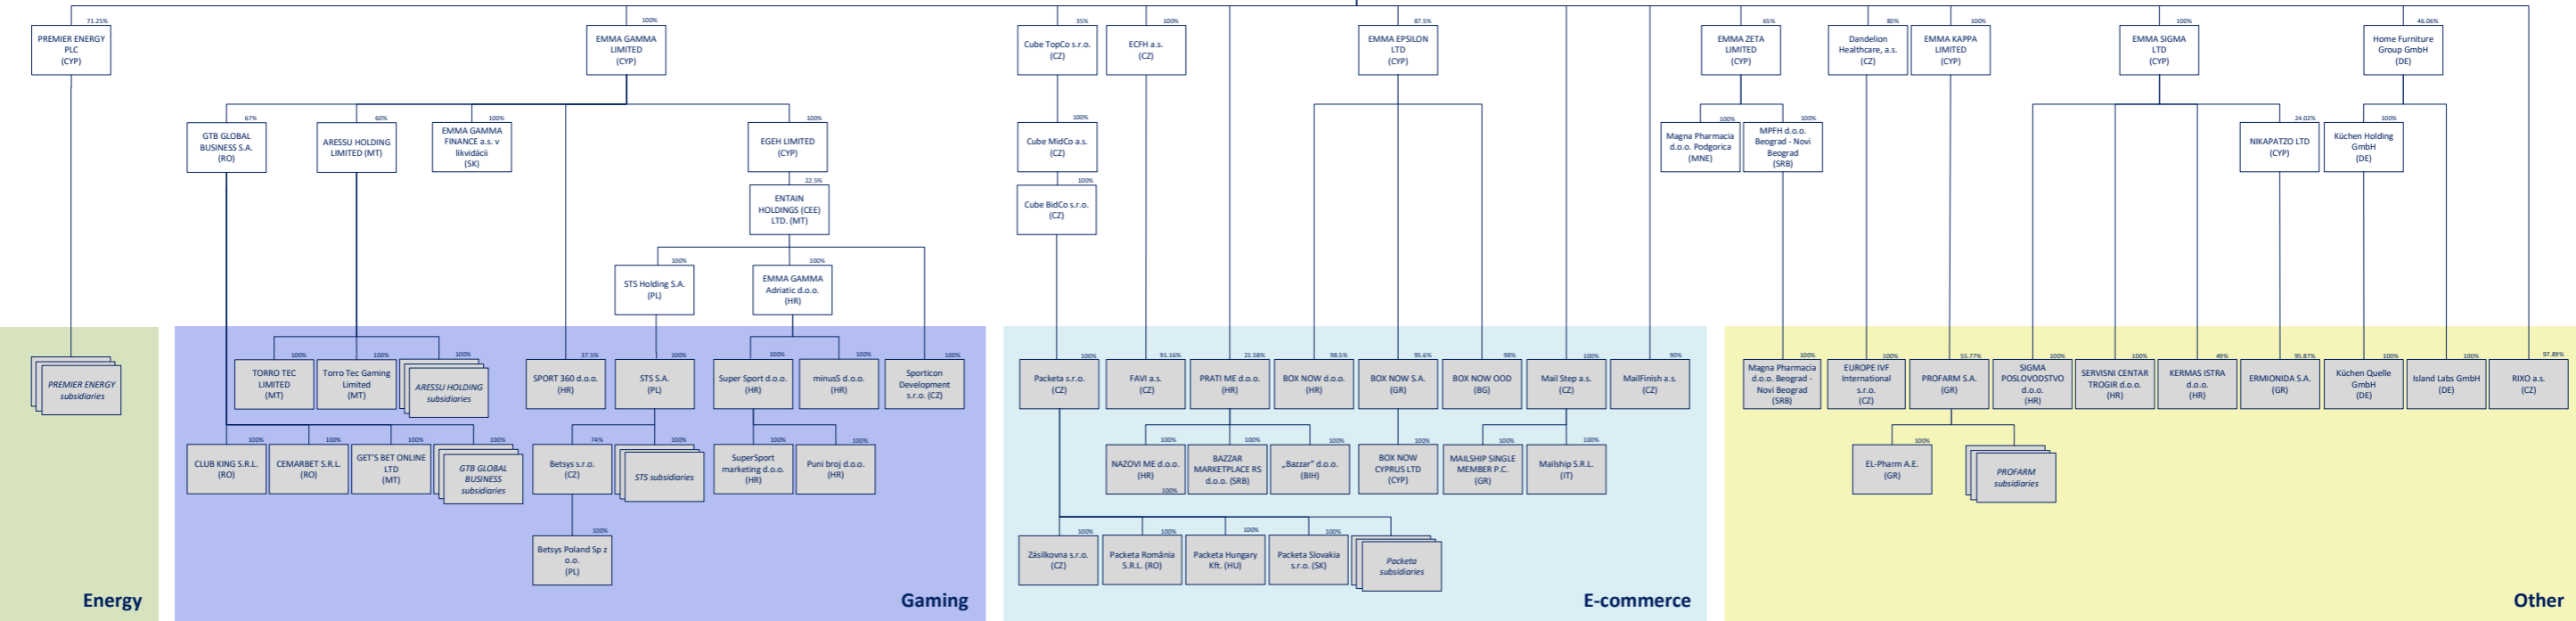 71.25%
PREMIER ENERGY
PLC
(CYP)
100%
EMMA GAMMA
LIMITED
(CYP)
35%
Cube TopCo s.r.o.
(CZ)
100%
ECFH a.s.
(CZ)
87.5%
EMMA EPSILON
LTD
(CYP)
65%
EMMA ZETA
LIMITED
(CYP)
80%
Dandelion
Healthcare, a.s.
(CZ)
100%
EMMA KAPPA
LIMITED
(CYP)
100%
EMMA SIGMA
LTD
(CYP)
46.06%
Home Furniture
Group GmbH
(DE)
67%
GTB GLOBAL
BUSINESS S.A.
(RO)
60%
ARESSU HOLDING
LIMITED (MT)
100%
EMMA GAMMA
FINANCE a.s. v
likvidácii
(SK)
100%
EGEH LIMITED
(CYP)
100%
Cube MidCo a.s.
(CZ)
100%
Magna Pharmacia
d.o.o. Podgorica
(MNE)
100%
MPFH d.o.o.
Beograd - Novi
Beograd
(SRB)
24.02%
NIKAPATZO LTD
(CYP)
100%
Küchen Holding
GmbH
(DE)
22.5%
ENTAIN
HOLDINGS (CEE)
LTD. (MT)
100%
Cube BidCo s.r.o.
(CZ)
100%
STS Holding S.A.
(PL)
100%
EMMA GAMMA
Adriatic d.o.o.
(HR)
PREMIER ENERGY
subsidiaries
100%
TORRO TEC
LIMITED
(MT)
100%
Torro Tec Gaming
Limited
(MT)
100%
ARESSU HOLDING
subsidiaries
37.5%
SPORT 360 d.o.o.
(HR)
100%
STS S.A.
(PL)
100%
Super Sport d.o.o.
(HR)
100%
minus5 d.o.o.
(HR)
100%
Sporticon
Development
s.r.o. (CZ)
100%
Packeta s.r.o.
(CZ)
91.16%
FAVI a.s.
(CZ)
21.58%
PRATI ME d.o.o.
(HR)
98.5%
BOX NOW d.o.o.
(HR)
95.6%
BOX NOW S.A.
(GR)
98%
BOX NOW OOD
(BG)
100%
Mail Step a.s.
(CZ)
90%
MailFinish a.s.
(CZ)
100%
Magna Pharmacia
d.o.o. Beograd -
Novi Beograd
(SRB)
100%
EUROPE IVF
International
s.r.o.
(CZ)
55.77%
PROFARM S.A.
(GR)
100%
SIGMA
POSLOVODSTVO
d.o.o.
(HR)
100%
SERVISNI CENTAR
TROGIR d.o.o.
(HR)
49%
KERMAS ISTRA
d.o.o.
(HR)
95.87%
ERMIONIDA S.A.
(GR)
100%
Küchen Quelle
GmbH
(DE)
100%
Island Labs GmbH
(DE)
97.89%
RIXO a.s.
(CZ)
100%
CLUB KING S.R.L.
(RO)
100%
CEMARBET S.R.L.
(RO)
100%
GET'S BET ONLINE
LTD
(MT)
100%
GTB GLOBAL
BUSINESS
subsidiaries
74%
Betsys s.r.o.
(CZ)
100%
STS subsidiaries
100%
SuperSport
marketing d.o.o.
(HR)
100%
Puni broj d.o.o.
(HR)
100%
NAZOVI ME d.o.o.
(HR)
100%
100%
BAZZAR
MARKETPLACE RS
d.o.o. (SRB)
100%
„Bazzar" d.o.o.
(BIH)
100%
BOX NOW
CYPRUS LTD
(CYP)
100%
MAILSHIP SINGLE
MEMBER P.C.
(GR)
100%
Mailship S.R.L.
(IT)
100%
EL-Pharm A.E.
(GR)
PROFARM
subsidiaries
100%
Betsys Poland Sp z
o.o.
(PL)
100%
Zásilkovna s.r.o.
(CZ)
100%
Packeta România
S.R.L. (RO)
100%
Packeta Hungary
Kft. (HU)
100%
Packeta Slovakia
s.r.o. (SK)
Packeta
subsidiaries
Energy
Gaming
E-commerce
Other